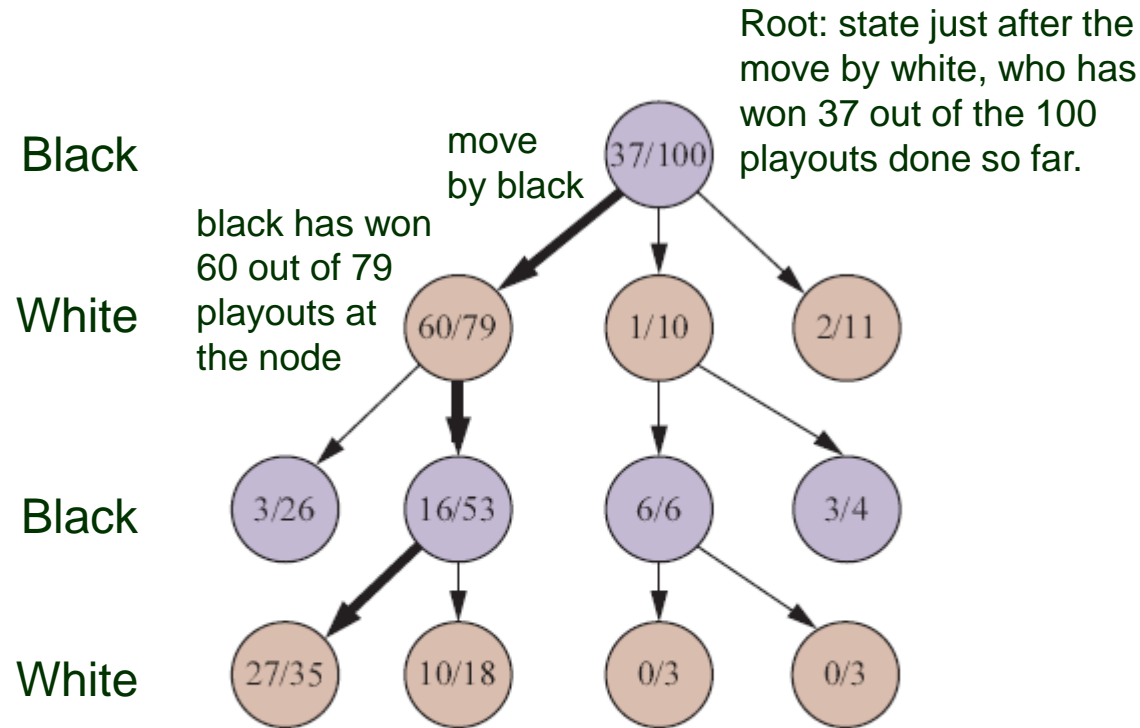 Root: state just after the
move by white, who has
won 37 out of the 100
playouts done so far.
Black
move
by black
37/100
black has won
60 out of 79
playouts at
the node
White
60/79
1/10
2/11
Black
3/26
16/53
6/6
3/4
White
27/35
10/18
0/3
0/3